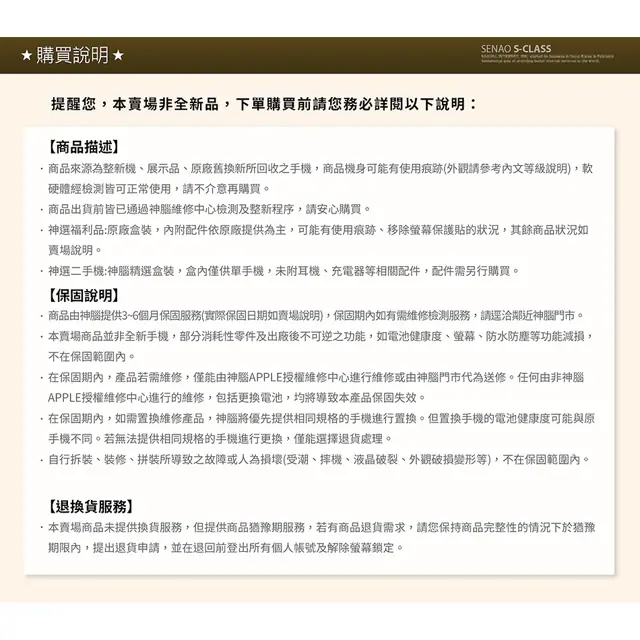 ★購買說明★
SENAO S-CLASS
提醒您，本賣場非全新品，下單購買前請您務必詳閱以下說明：
【商品描述】
· 商品來源為整新機、展示品、原廠舊換新所回收之手機，商品機身可能有使用痕跡(外觀請參考內文等級說明)，軟
硬體經檢測皆可正常使用，請不介意再購買。
· 商品出貨前皆已通過神腦維修中心檢測及整新程序，請安心購買。
· 神選福利品:原廠盒裝，內附配件依原廠提供為主，可能有使用痕跡、移除螢幕保護貼的狀況，其餘商品狀況如
賣場說明。
· 神選二手機:神腦精選盒裝，盒內僅供單手機，未附耳機、充電器等相關配件，配件需另行購買。
【保固說明】
· 商品由神腦提供3~6個月保固服務(實際保固日期如賣場說明)，保固期內如有需維修檢測服務，請逕洽鄰近神腦門市。
· 本賣場商品並非全新手機，部分消耗性零件及出廠後不可逆之功能，如電池健康度、螢幕、防水防塵等功能減損，
不在保固範圍內。
· 在保固期內，產品若需維修，僅能由神腦APPLE授權維修中心進行維修或由神腦門市代為送修。任何由非神腦
APPLE授權維修中心進行的維修，包括更換電池，均將導致本產品保固失效。
· 在保固期內，如需置換維修產品，神腦將優先提供相同規格的手機進行置換。但置換手機的電池健康度可能與原
手機不同。若無法提供相同規格的手機進行更換，僅能選擇退貨處理。
· 自行拆裝、裝修、拼裝所導致之故障或人為損壞(受潮、摔機、液晶破裂、外觀破損變形等)，不在保固範圍內。
【退換貨服務】
· 本賣場商品未提供換貨服務，但提供商品猶豫期服務，若有商品退貨需求，請您保持商品完整性的情況下於猶豫
期限內，提出退貨申請，並在退回前登出所有個人帳號及解除螢幕鎖定。